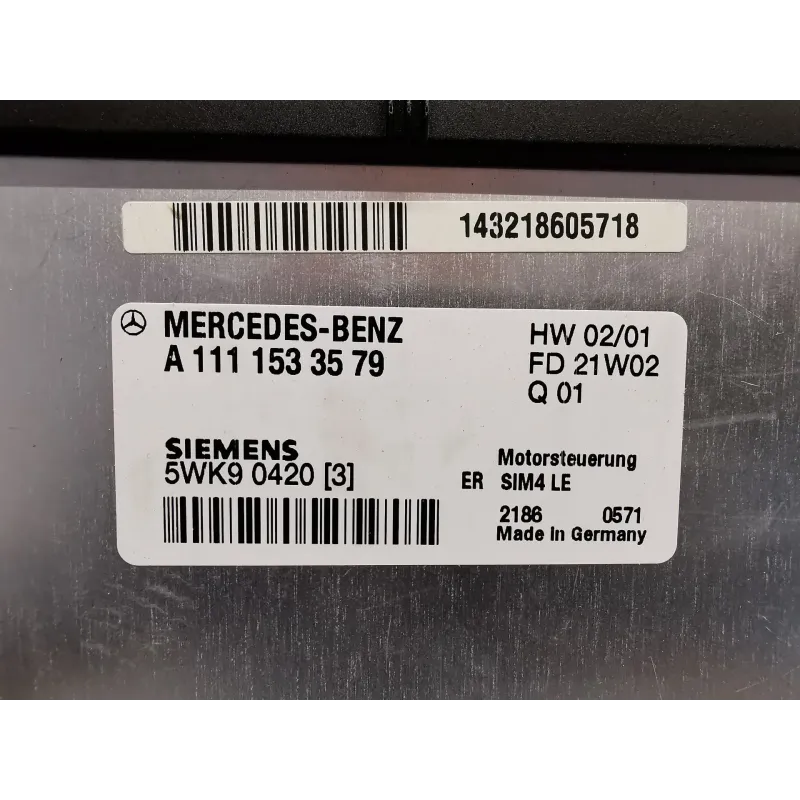 143218605718
MERCEDES-BENZ
A 111 153 35 79
HW 02/01
FD 21W02
Q 01
SIEMENS
5WK9 0420 [3]
Motorsteuerung
ER SIM4 LE
2186 0571
Made In Germany